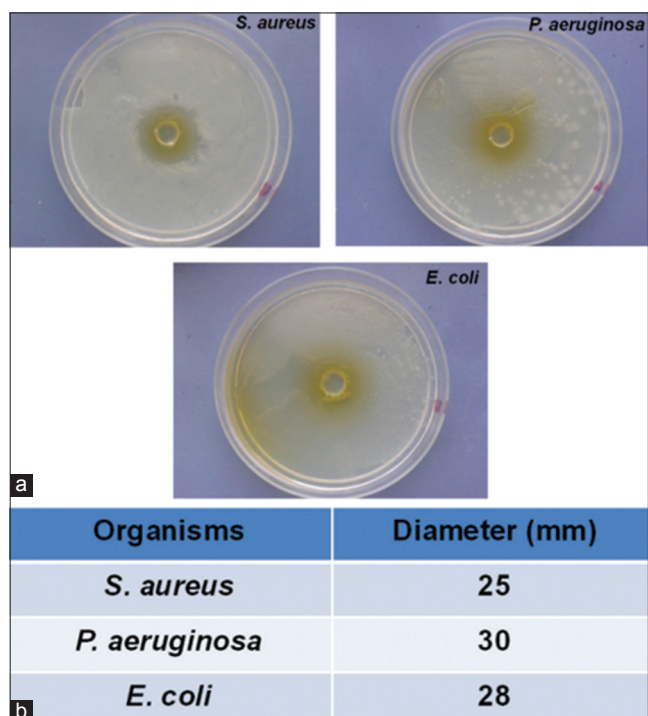 S. aureus
P. aeruginosa
E. coli
a
Organisms Diameter (mm)
S. aureus 25
P. aeruginosa 30
E. coli 28
b